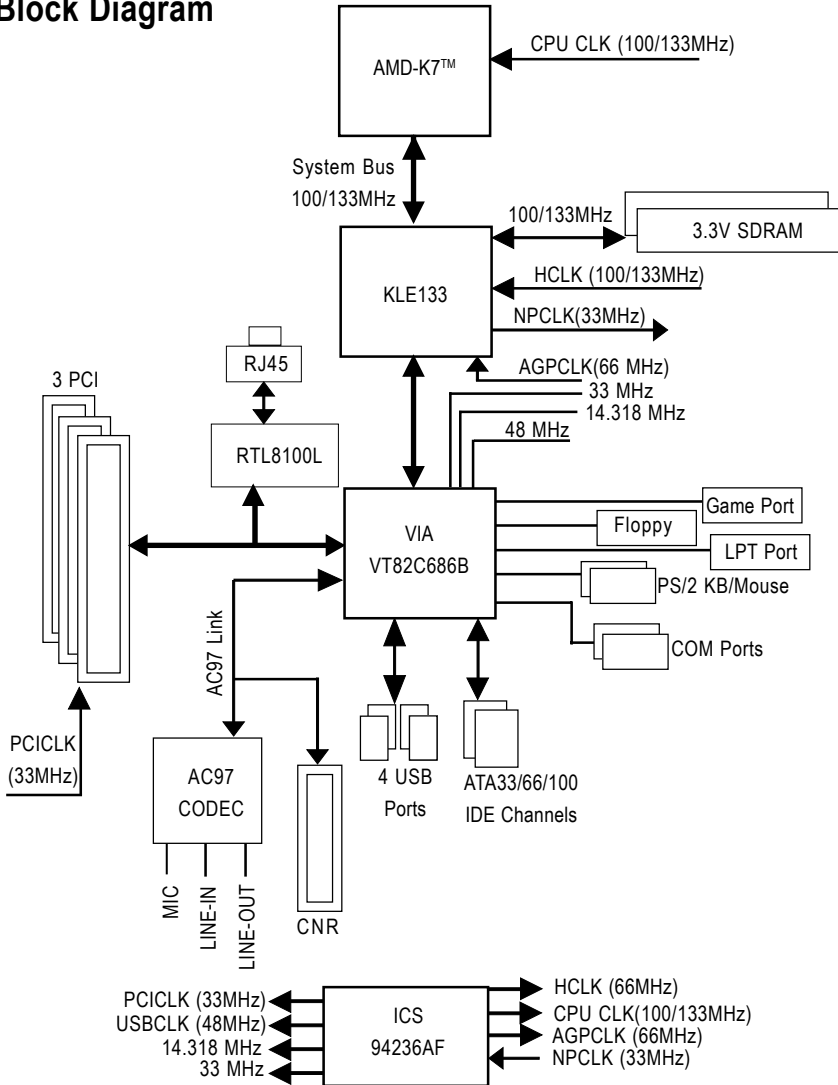 Block Diagram
AMD-K7™
CPU CLK (100/133MHz)
System Bus
100/133MHz
100/133MHz
3.3V SDRAM
KLE133
HCLK (100/133MHz)
NPCLK(33MHz)
AGPCLK(66 MHz)
33 MHz
14.318 MHz
48 MHz
RJ45
3 PCI
RTL8100L
VIA
VT82C686B
Game Port
Floppy
LPT Port
PS/2 KB/Mouse
COM Ports
AC97 Link
PCICLK
(33MHz)
AC97
CODEC
4 USB
Ports
ATA33/66/100
IDE Channels
MIC
LINE-IN
LINE-OUT
CNR
PCICLK (33MHz)
USBCLK (48MHz)
14.318 MHz
33 MHz
ICS
94236AF
HCLK (66MHz)
CPU CLK(100/133MHz)
AGPCLK (66MHz)
NPCLK (33MHz)